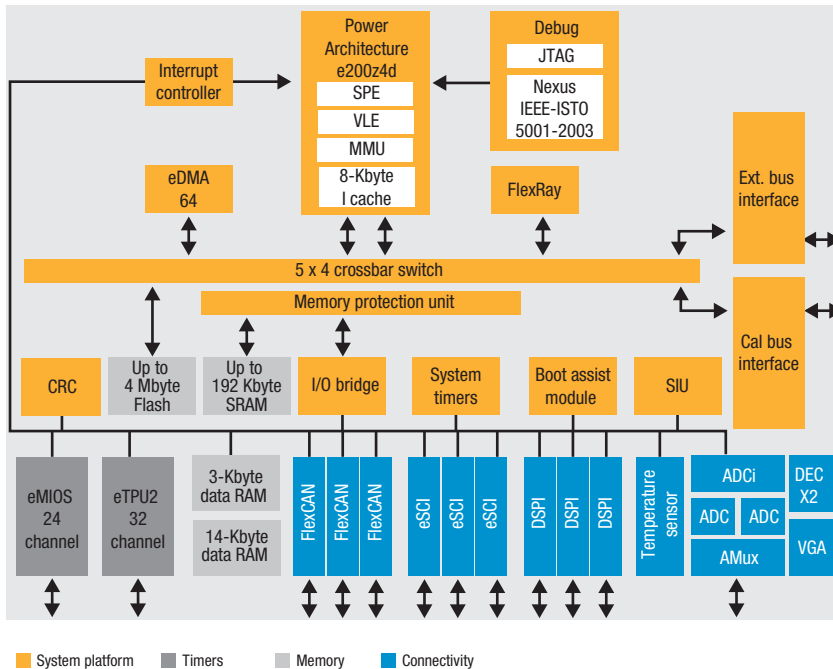 Power
Architecture
e200z4d
SPE
VLE
MMU
8-Kbyte
I cache
Debug
JTAG
Nexus
IEEE-ISTO
5001-2003
Interrupt
controller
eDMA
64
FlexRay
Ext. bus
interface
5 x 4 crossbar switch
Memory protection unit
Cal bus
interface
CRC
Up to
4 Mbyte
Flash
Up to
192 Kbyte
SRAM
I/O bridge
System
timers
Boot assist
module
SIU
eMIOS
24
channel
eTPU2
32
channel
3-Kbyte
data RAM
14-Kbyte
data RAM
FlexCAN
FlexCAN
FlexCAN
eSCI
eSCI
eSCI
DSPI
DSPI
DSPI
Temperature
sensor
ADCi
ADC
ADC
AMux
DEC
X2
VGA
System platform
Timers
Memory
Connectivity